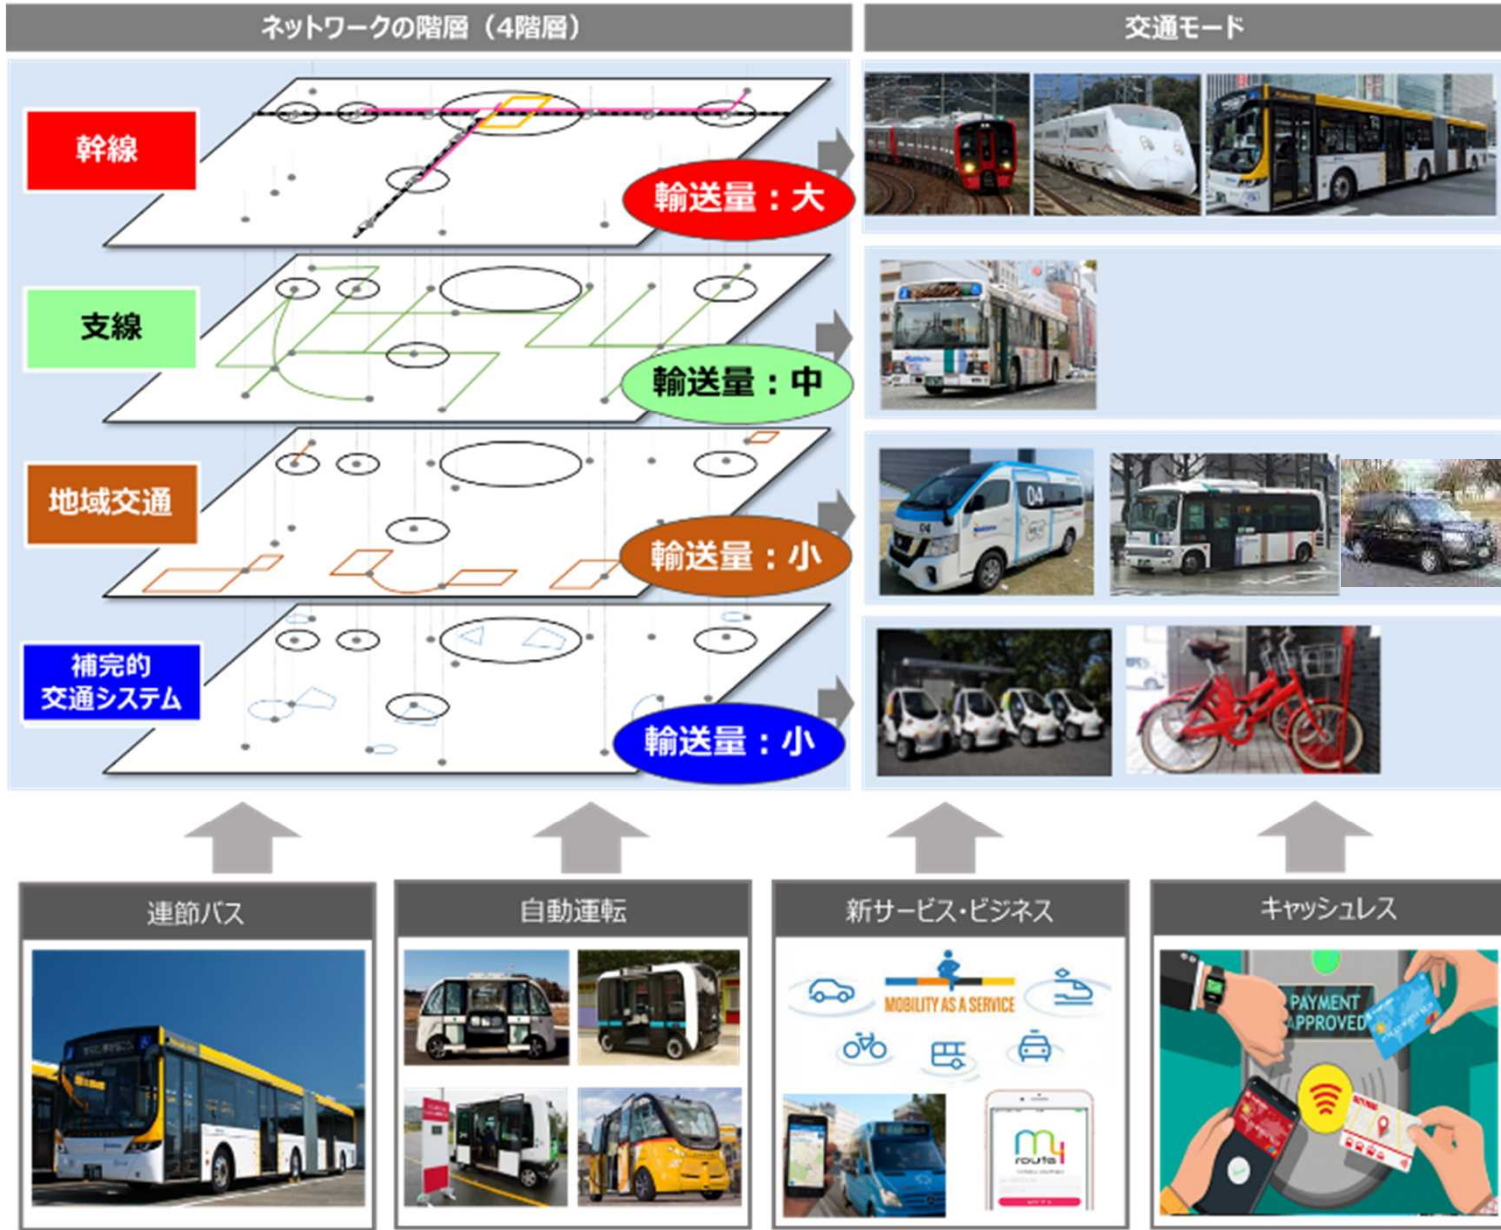 ネットワークの階層（4階層）
交通モード
幹線
輸送量：大
支線
輸送量：中
地域交通
輸送量：小
04
04
補完的
交通システム
輸送量：小
連節バス
自動運転
新サービス・ビジネス
キャッシュレス
MOBILITY AS A SERVICE
my
route
PAYMENT
APPROVED